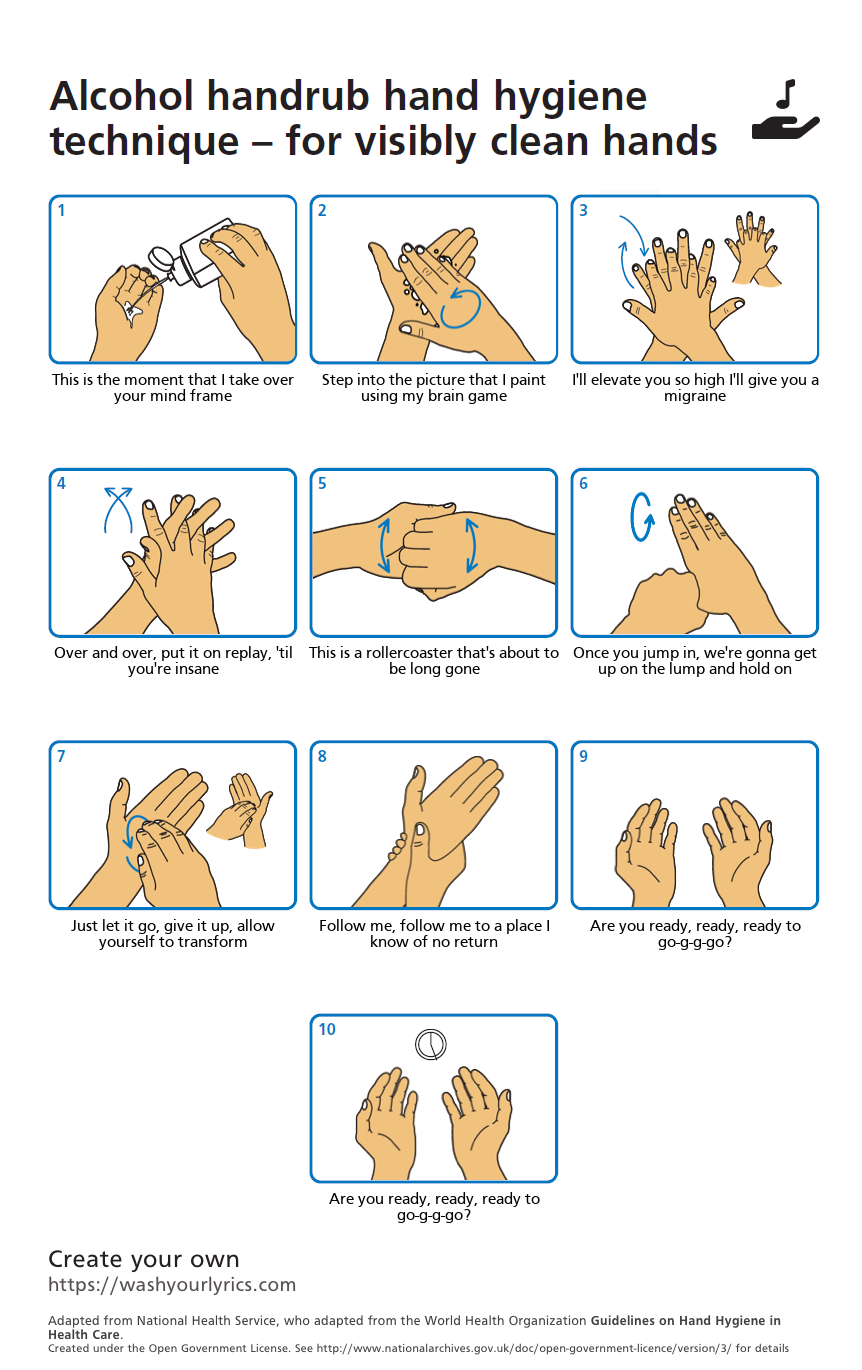 Alcohol handrub hand hygiene
technique – for visibly clean hands
1
This is the moment that I take over
your mind frame
2
Step into the picture that I paint
using my brain game
3
I'll elevate you so high I'll give you a
migraine
4
Over and over, put it on replay, 'til
you're insane
5
This is a rollercoaster that's about to
be long gone
6
Once you jump in, we're gonna get
up on the lump and hold on
7
Just let it go, give it up, allow
yourself to transform
8
Follow me, follow me to a place I
know of no return
9
Are you ready, ready, ready to
go-g-g-go?
10
Are you ready, ready, ready to
go-g-g-go?
Create your own
https://washyourlyrics.com
Adapted from National Health Service, who adapted from the World Health Organization Guidelines on Hand Hygiene in
Health Care.
Created under the Open Government License. See http://www.nationalarchives.gov.uk/doc/open-government-licence/version/3/ for details